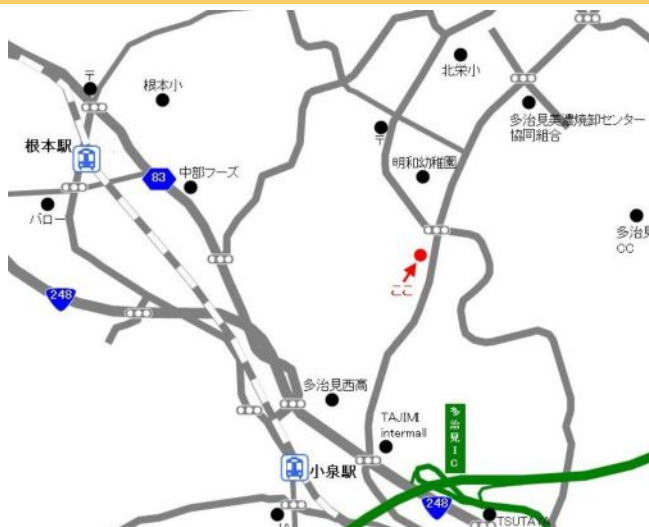 北栄小
〒
根本小
多治見美濃焼卸センター
協同組合
〒
根本駅
明和幼稚園
83
中部フーズ
バロー
多治見
CC
ここ
248
多治見西高
多治見IC
TAJIMI
intermall
小泉駅
248
TSUTAYA
JA